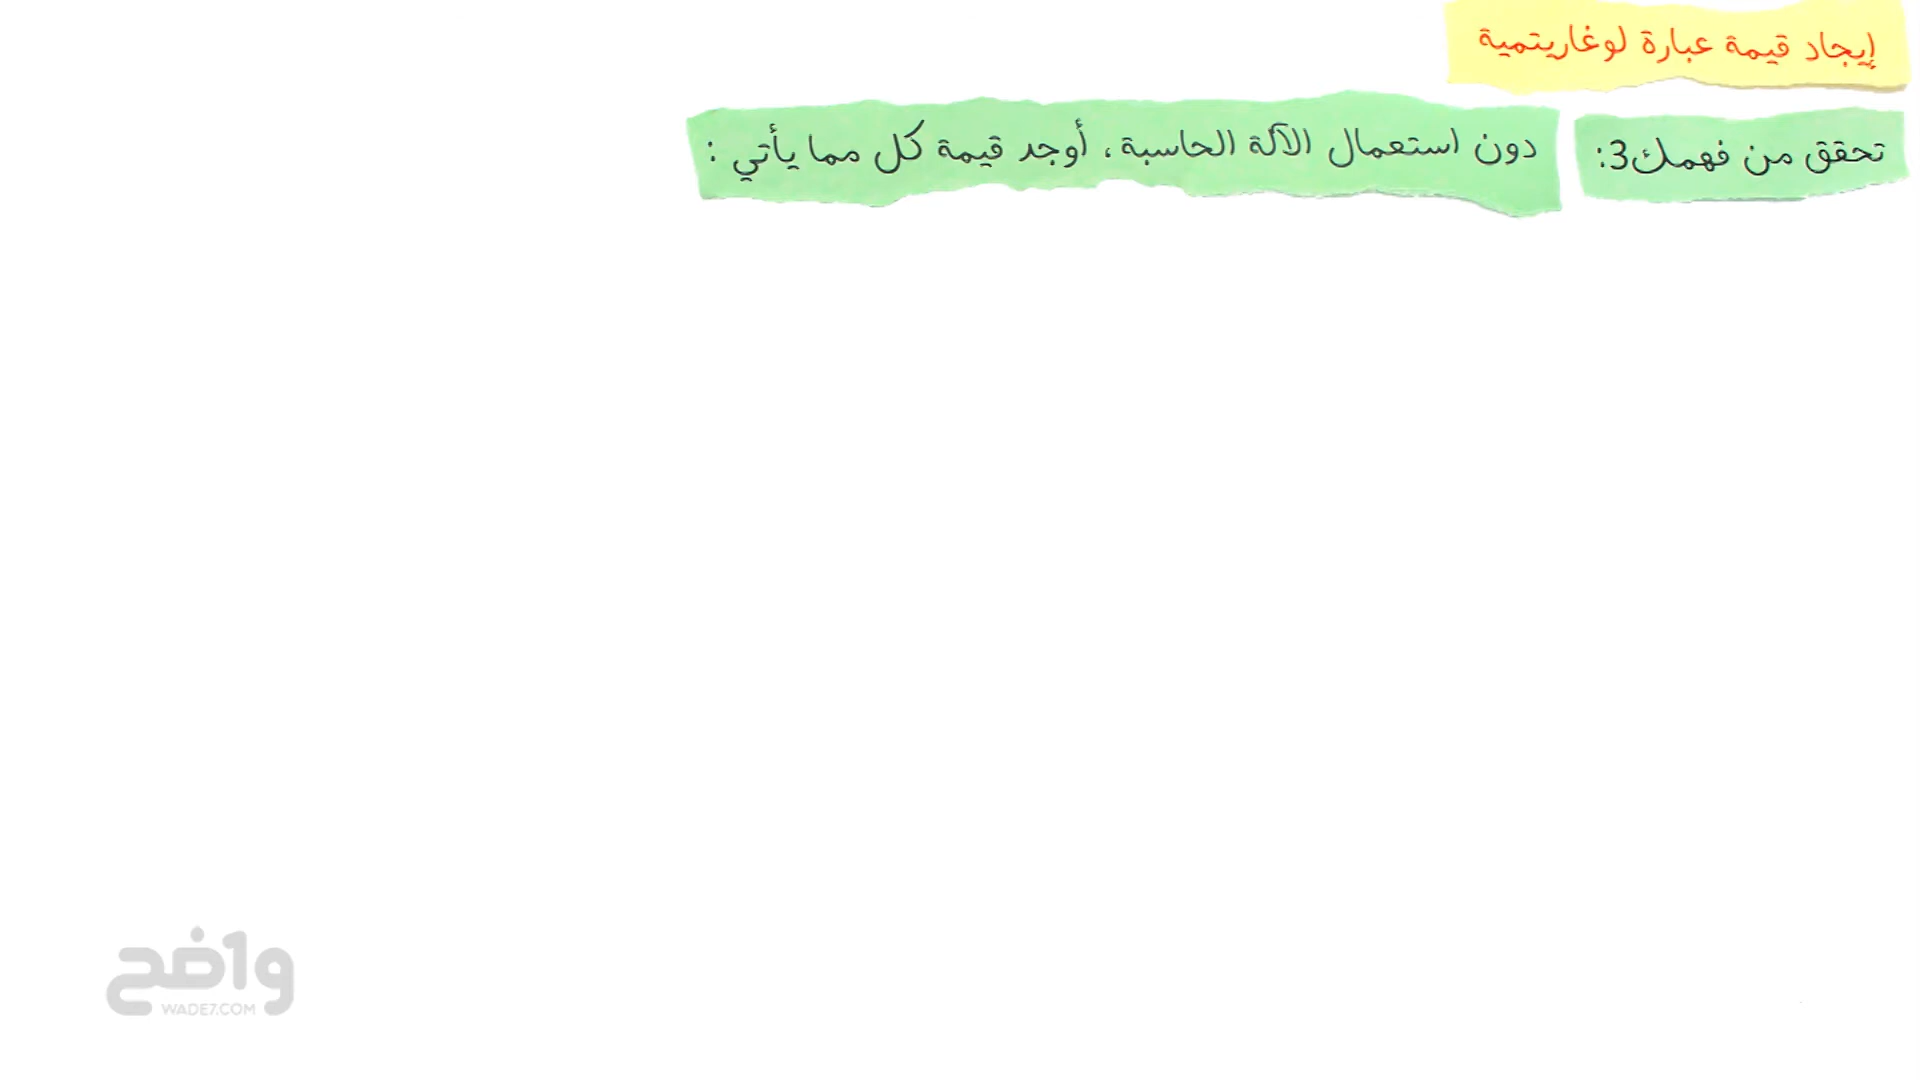 إيجاد قيمة عبارة لوغاريتمية
تحقق من فهمك3: دون استعمال الآلة الحاسبة، أوجد قيمة كل مما يأتي :
واضح
WADE7.COM